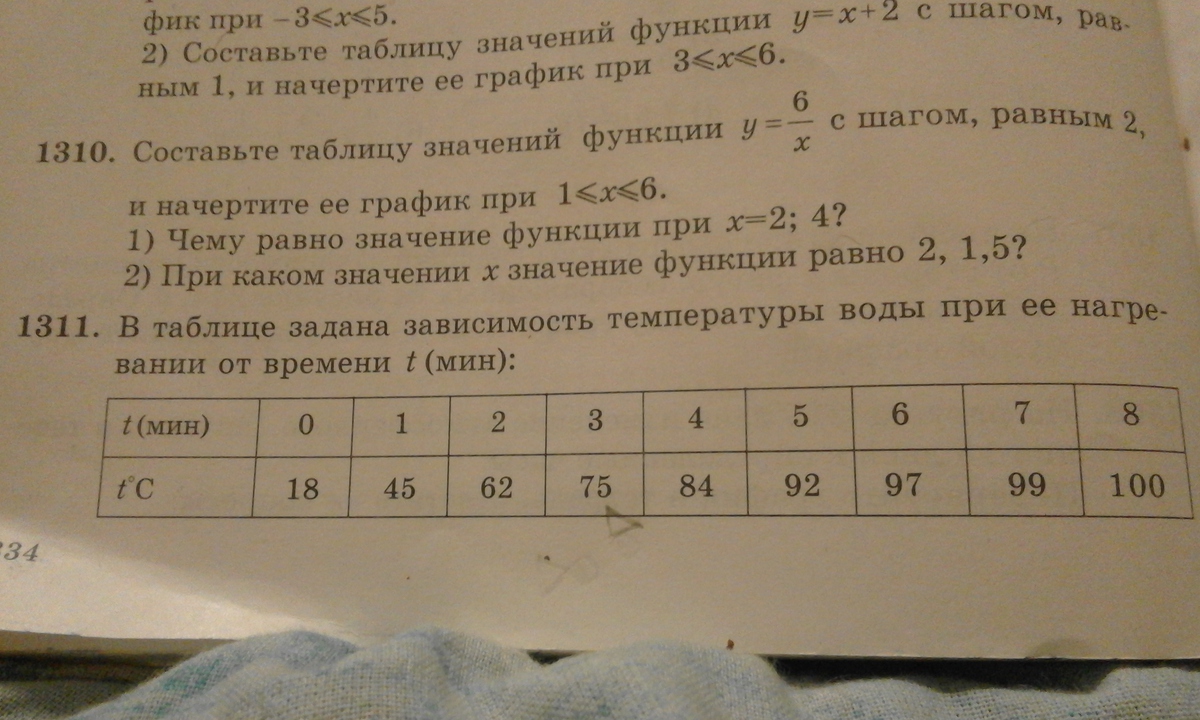 фик при −3⩽x⩽5.
2) Составьте таблицу значений функции y=x+2 с шагом, рав-
ным 1, и начертите ее график при 3⩽x⩽6.
1310. Составьте таблицу значений функции y=6/x с шагом, равным 2,
и начертите ее график при 1⩽x⩽6.
1) Чему равно значение функции при x=2; 4?
2) При каком значении x значение функции равно 2, 1,5?
1311. В таблице задана зависимость температуры воды при ее нагре-
вании от времени t (мин):
t (мин) 0 1 2 3 4 5 6 7 8
t°C 18 45 62 75 84 92 97 99 100
334